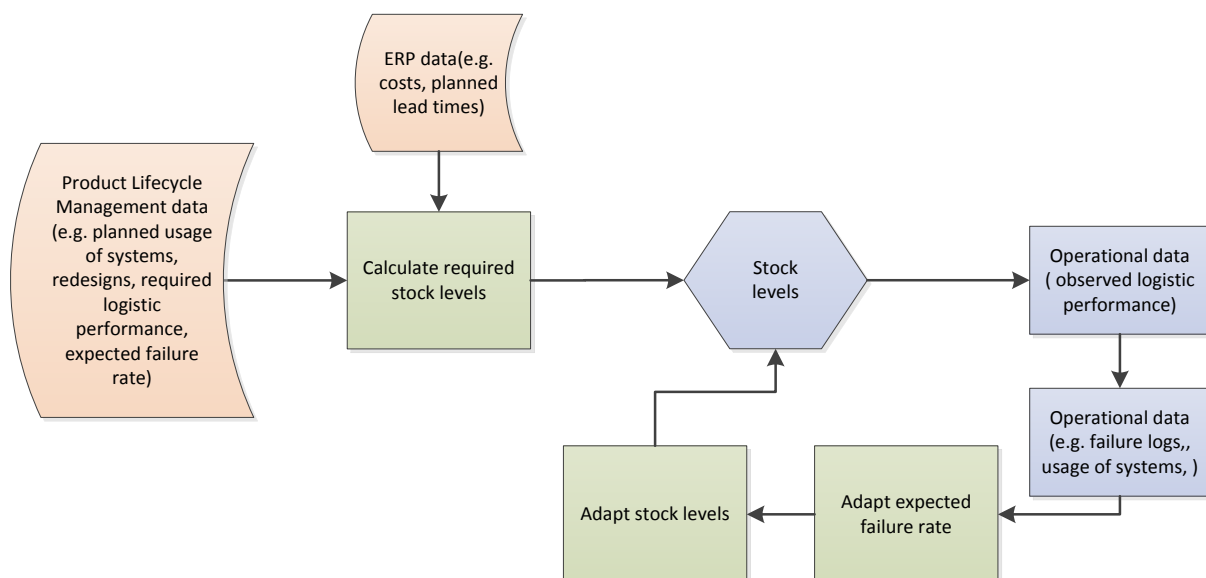 ERP data(e.g.
costs, planned
lead times)
Product Lifecycle
Management data
(e.g. planned usage
of systems,
redesigns, required
logistic
performance,
expected failure
rate)
Calculate required
stock levels
Stock
levels
Operational data
( observed logistic
performance)
Operational data
(e.g. failure logs,,
usage of systems, )
Adapt expected
failure rate
Adapt stock levels